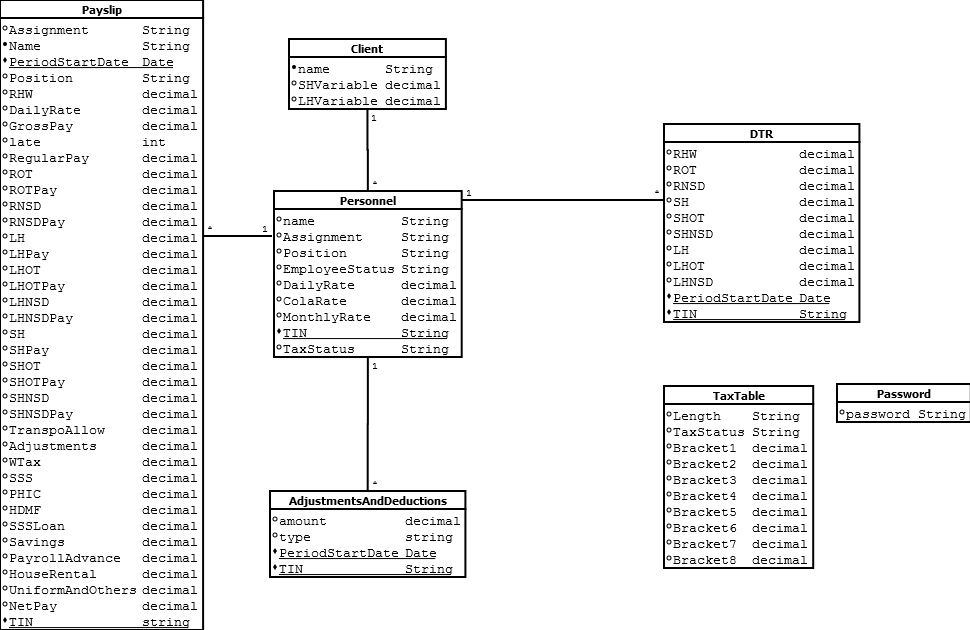 Payslip
Assignment String
Name String
PeriodStartDate Date
Position String
RHW decimal
DailyRate decimal
GrossPay decimal
late int
RegularPay decimal
ROT decimal
ROTPay decimal
RNSD decimal
RNSDPay decimal
LH decimal
LHPay decimal
LHOT decimal
LHOTPay decimal
LHNSD decimal
LHNSDPay decimal
SH decimal
SHPay decimal
SHOT decimal
SHOTPay decimal
SHNSD decimal
SHNSDPay decimal
TranspoAllow decimal
Adjustments decimal
WTax decimal
SSS decimal
PHIC decimal
HDMF decimal
SSSLoan decimal
Savings decimal
PayrollAdvance decimal
HouseRental decimal
UniformAndOthers decimal
NetPay decimal
TIN string
Client
name String
SHVariable decimal
LHVariable decimal
1
*
Personnel
name String
Assignment String
Position String
EmployeeStatus String
DailyRate decimal
ColaRate decimal
MonthlyRate decimal
TIN String
TaxStatus String
* 1
1 *
1
*
AdjustmentsAndDeductions
amount decimal
type string
PeriodStartDate Date
TIN String
DTR
RHW decimal
ROT decimal
RNSD decimal
SH decimal
SHOT decimal
SHNSD decimal
LH decimal
LHOT decimal
LHNSD decimal
PeriodStartDate Date
TIN String
TaxTable
Length String
TaxStatus String
Bracket1 decimal
Bracket2 decimal
Bracket3 decimal
Bracket4 decimal
Bracket5 decimal
Bracket6 decimal
Bracket7 decimal
Bracket8 decimal
Password
password String